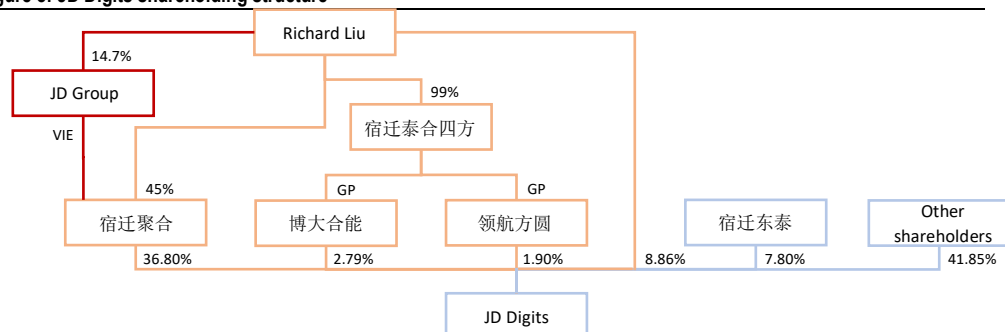 JD Digits shareholding structure
Richard Liu
14.7%
JD Group
99%
VIE
宿迁泰合四方
45%
GP
GP
宿迁聚合
博大合能
领航方圆
宿迁东泰
Other
shareholders
36.80%
2.79%
1.90%
8.86%
7.80%
41.85%
JD Digits